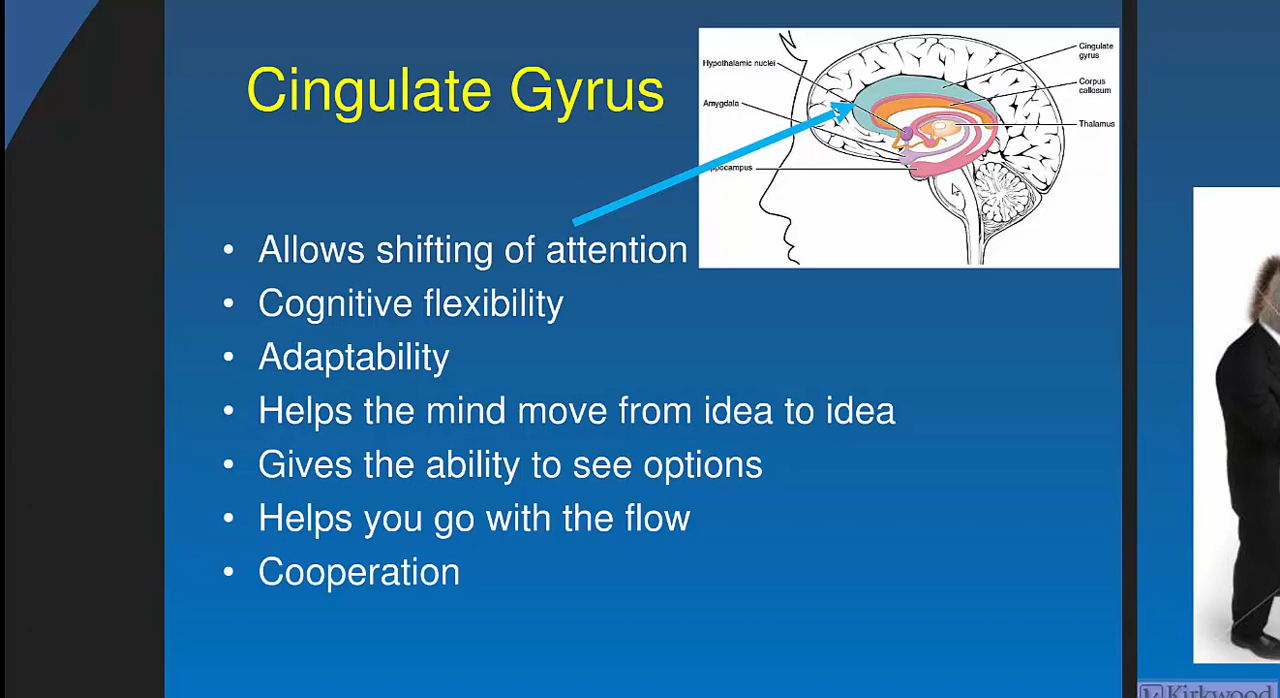 Cingulate Gyrus
Hypothalamic nuclei
Amygdala
ppocampus
Cingulate
gyrus
Corpus
callosum
Thalamus
• Allows shifting of attention
• Cognitive flexibility
• Adaptability
• Helps the mind move from idea to idea
• Gives the ability to see options
• Helps you go with the flow
• Cooperation
Kirkwood